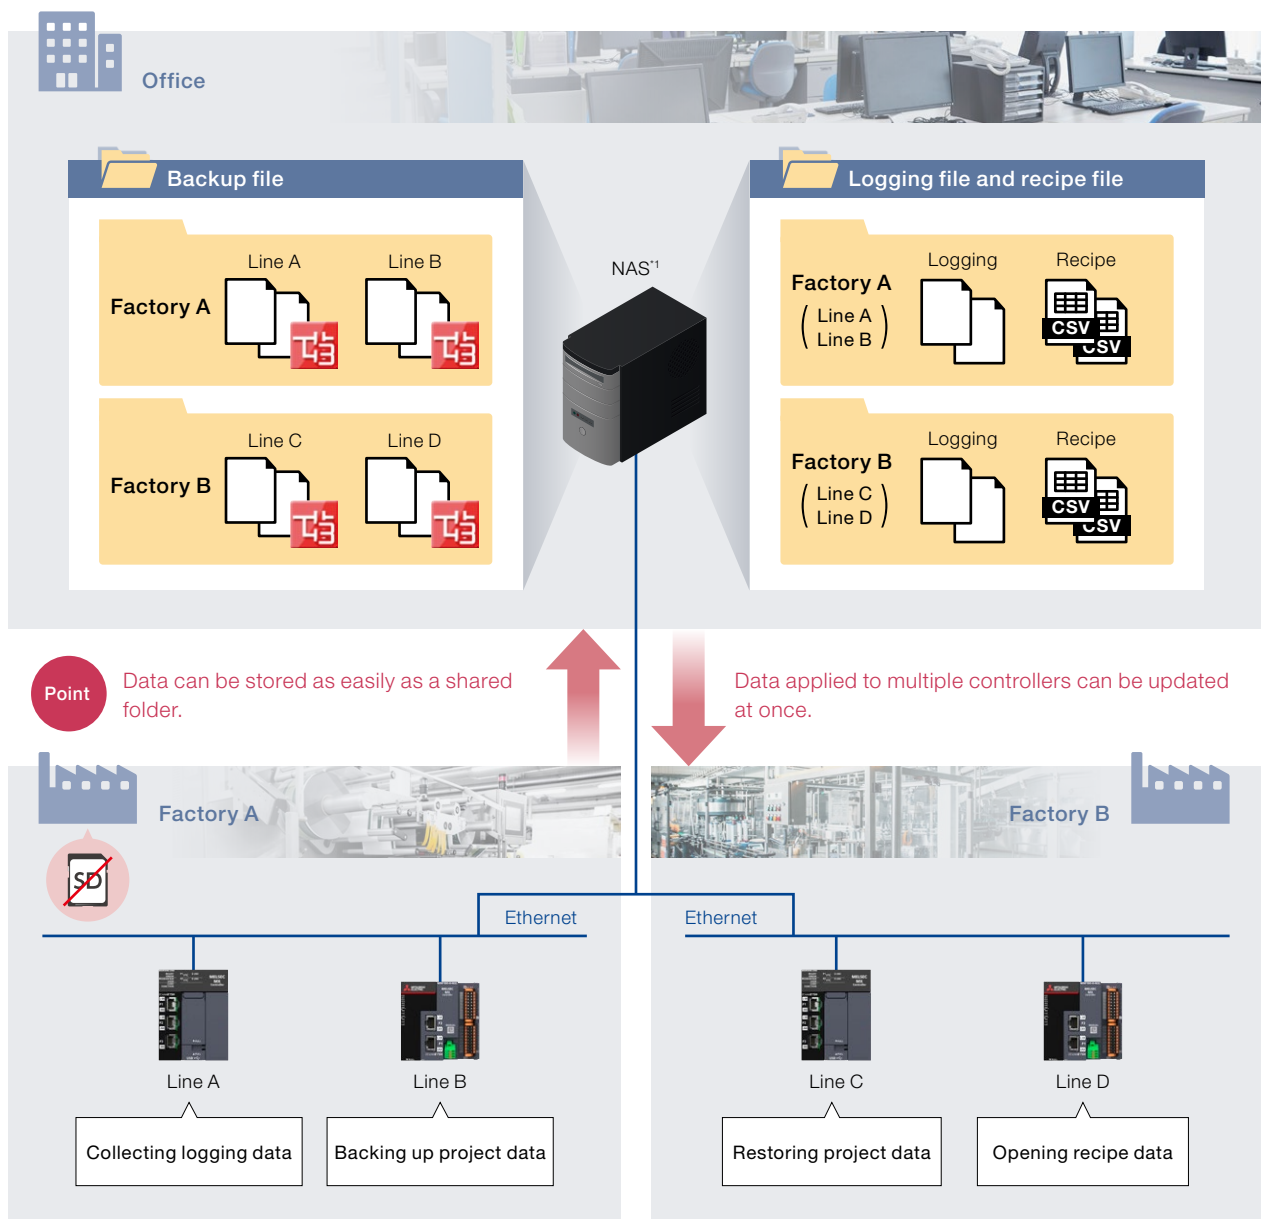 Office
Backup file
Factory A
Line A
Line B
Factory B
Line C
Line D
NAS*1
Logging file and recipe file
Factory A
Line A
Line B
Logging
Recipe
CSV
CSV
Factory B
Line C
Line D
Logging
Recipe
CSV
CSV
Point
Data can be stored as easily as a shared
folder.
Data applied to multiple controllers can be updated
at once.
Factory A
Factory B
SD
Ethernet
Ethernet
Line A
Line B
Line C
Line D
Collecting logging data
Backing up project data
Restoring project data
Opening recipe data